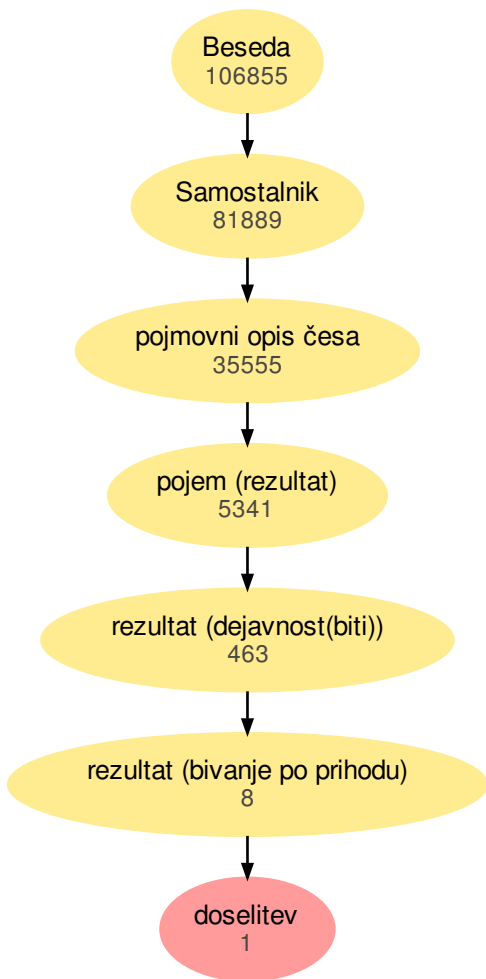 Beseda
106855
Samostalnik
81889
pojmovni opis česa
35555
pojem (rezultat)
5341
rezultat (dejavnost(biti))
463
rezultat (bivanje po prihodu)
8
doselitev
1